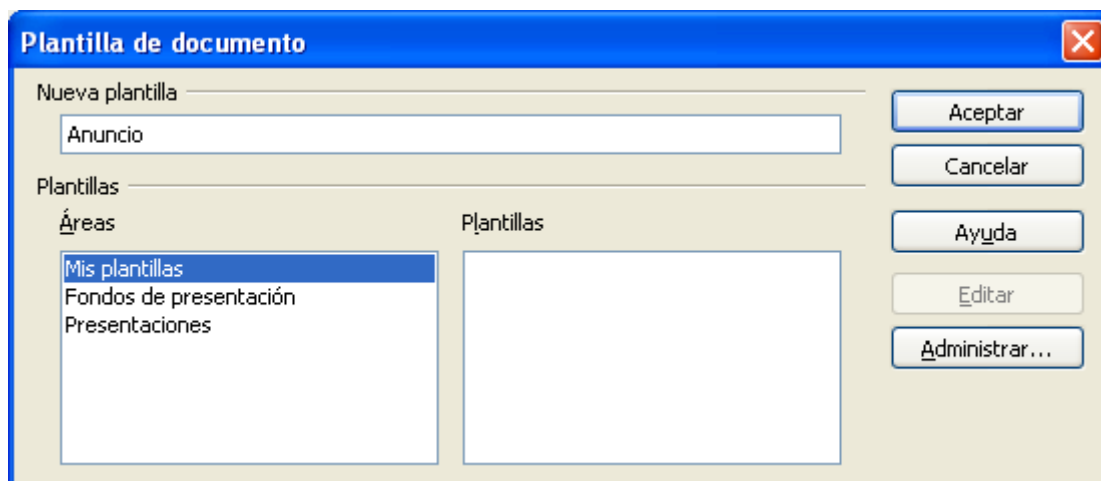 Plantilla de documento
Nueva plantilla
Anuncio
Plantillas
Áreas
Mis plantillas
Fondos de presentación
Presentaciones
Plantillas
Aceptar
Cancelar
Ayuda
Editar
Administrar...